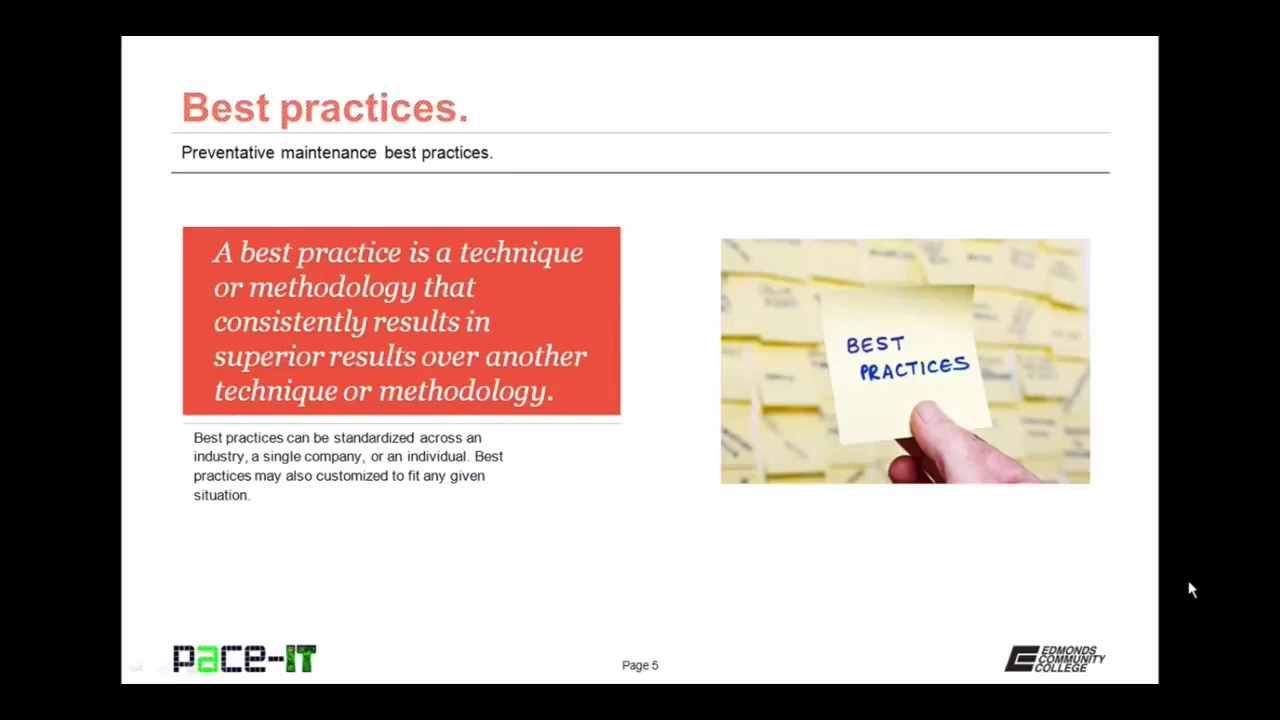 Best practices.
Preventative maintenance best practices.
A best practice is a technique
or methodology that
consistently results in
superior results over another
technique or methodology.
Best practices can be standardized across an
industry, a single company, or an individual. Best
practices may also customized to fit any given
situation.
BEST
PRACTICES
pace-IT
Page 5
EDMONDS
COMMUNITY
COLLEGE